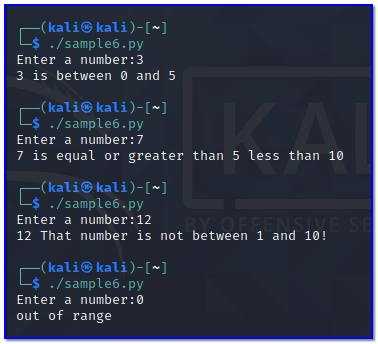 ┌──(kali㉿kali)-[~]
└─$ ./sample6.py
Enter a number:3
3 is between 0 and 5
┌──(kali㉿kali)-[~]
└─$ ./sample6.py
Enter a number:7
7 is equal or greater than 5 less than 10
┌──(kali㉿kali)-[~]
└─$ ./sample6.py
Enter a number:12
12 That number is not between 1 and 10!
┌──(kali㉿kali)-[~]
└─$ ./sample6.py
Enter a number:0
out of range
KAL
BY OFFENSIVE SE